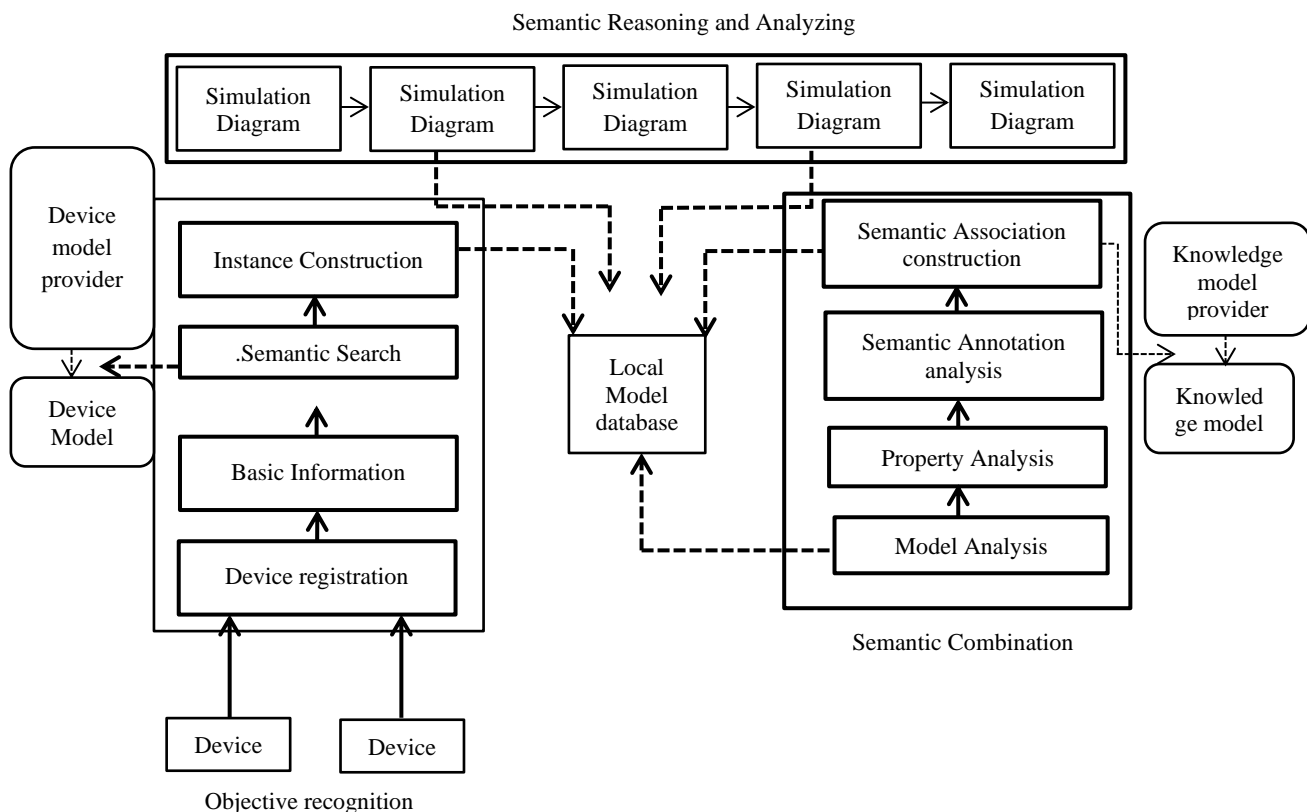 Semantic Reasoning and Analyzing
Simulation
Diagram
Simulation
Diagram
Simulation
Diagram
Simulation
Diagram
Simulation
Diagram
Device
model
provider
Device
Model
Instance Construction
.Semantic Search
Basic Information
Device registration
Device
Device
Objective recognition
Local
Model
database
Semantic Association
construction
Semantic Annotation
analysis
Property Analysis
Model Analysis
Semantic Combination
Knowledge
model
provider
Knowled
ge model